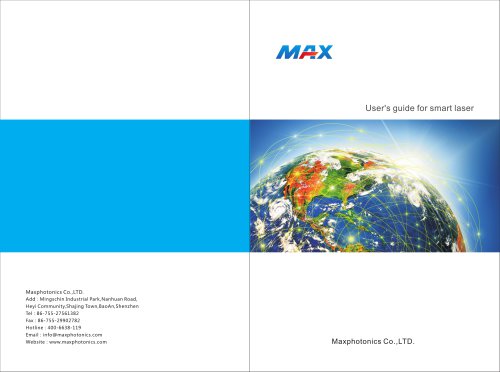 MAX
User's guide for smart laser
Maxphotonics Co.,LTD.
Add : Mingschin Industrial Park,Nanhuan Road,
Heyi Community,Shajing Town,BaoAn,Shenzhen
Tel : 86-755-27561382
Fax : 86-755-29902782
Hotline : 400-6638-119
Email : info@maxphotonics.com
Website : www.maxphotonics.com
Maxphotonics Co.,LTD.